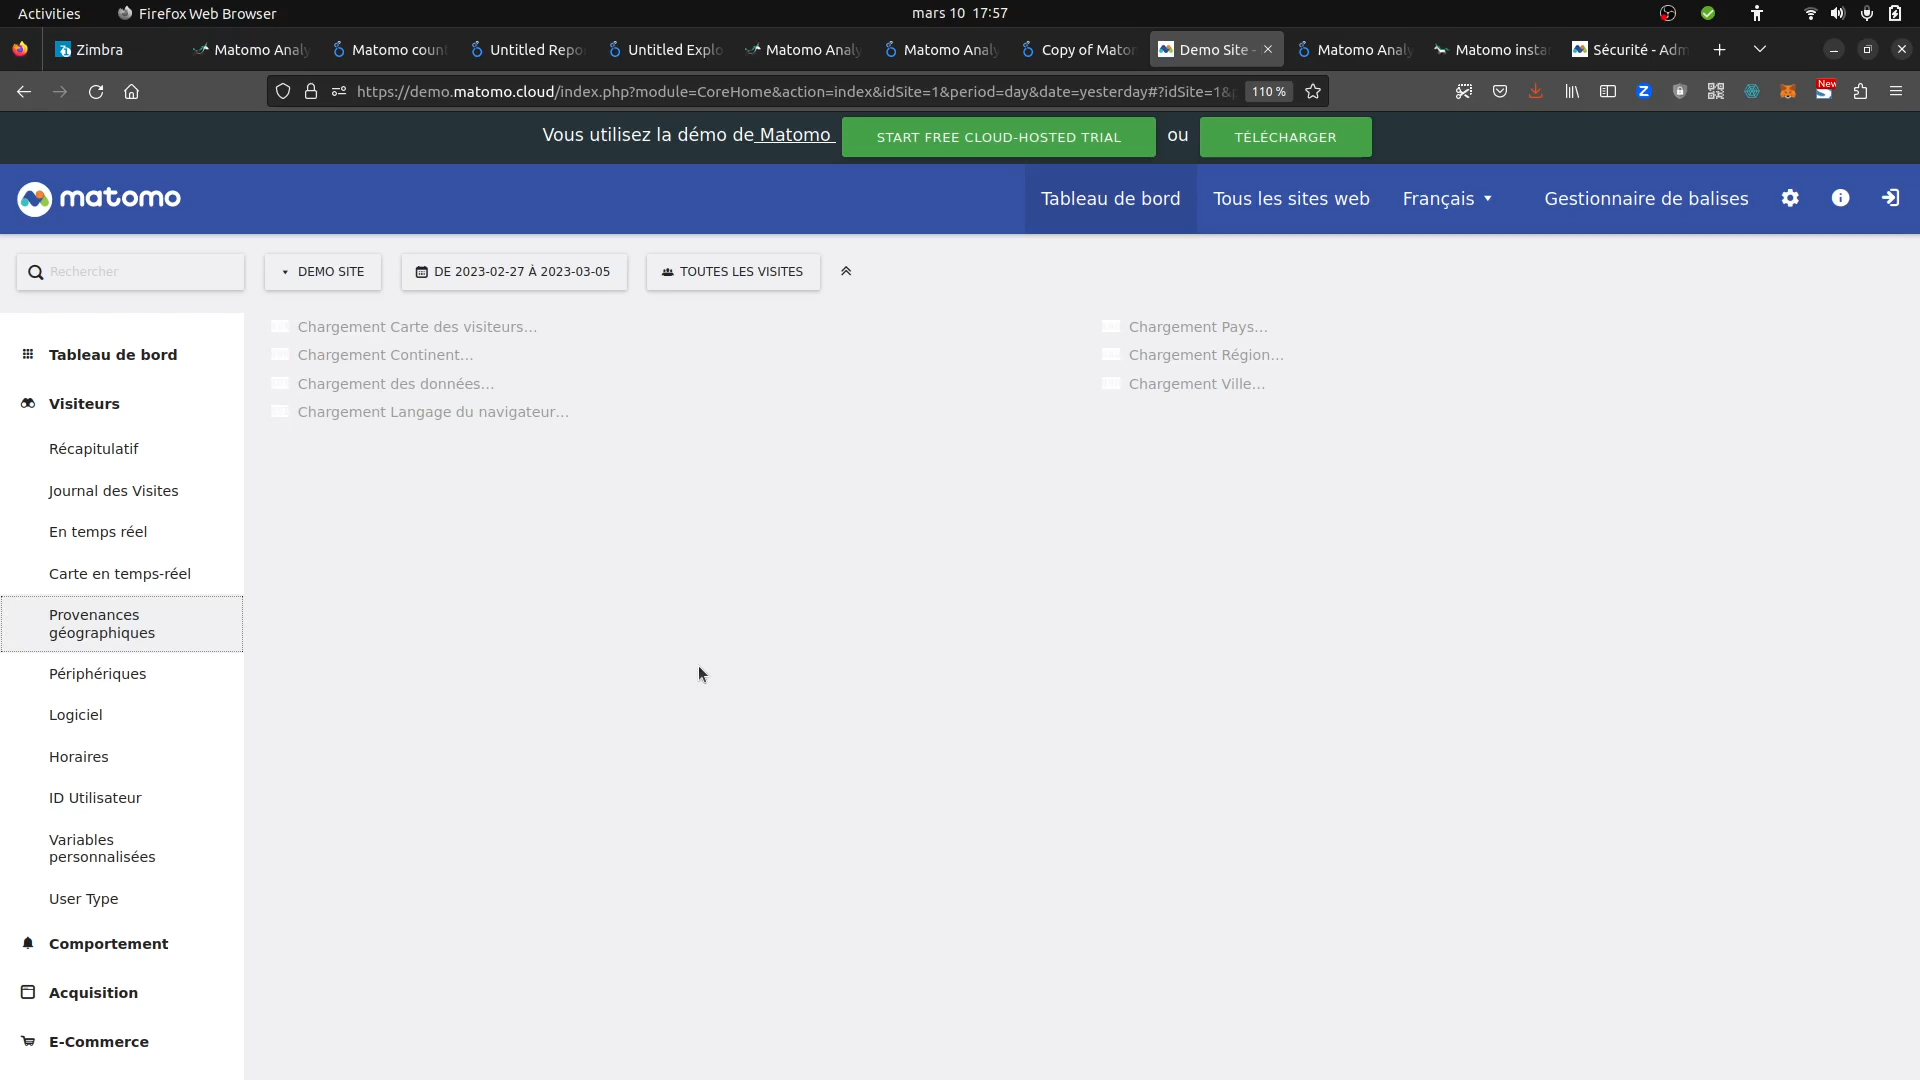 Activities
Firefox Web Browser
mars 10 17:57
Zimbra
Matomo Analy
Matomo coun
Untitled Repo
Untitled Explo
Matomo Analy
Matomo Analy
Copy of Mator
Demo Site -
Matomo Analy
Matomo insta
Sécurité - Adm
https://demo.matomo.cloud/index.php?module=CoreHome&action=index&idSite=1&period=day&date=yesterday#?idSite=1&p
110 %
New
Vous utilisez la démo de Matomo
START FREE CLOUD-HOSTED TRIAL
ou
TÉLÉCHARGER
matomo
Tableau de bord
Tous les sites web
Français
Gestionnaire de balises
Rechercher
DEMO SITE
DE 2023-02-27 À 2023-03-05
TOUTES LES VISITES
Tableau de bord
Visiteurs
Récapitulatif
Journal des Visites
En temps réel
Carte en temps-réel
Provenances
géographiques
Périphériques
Logiciel
Horaires
ID Utilisateur
Variables
personnalisées
User Type
Comportement
Acquisition
E-Commerce
Chargement Carte des visiteurs...
Chargement Continent...
Chargement des données...
Chargement Langage du navigateur...
Chargement Pays...
Chargement Région...
Chargement Ville...